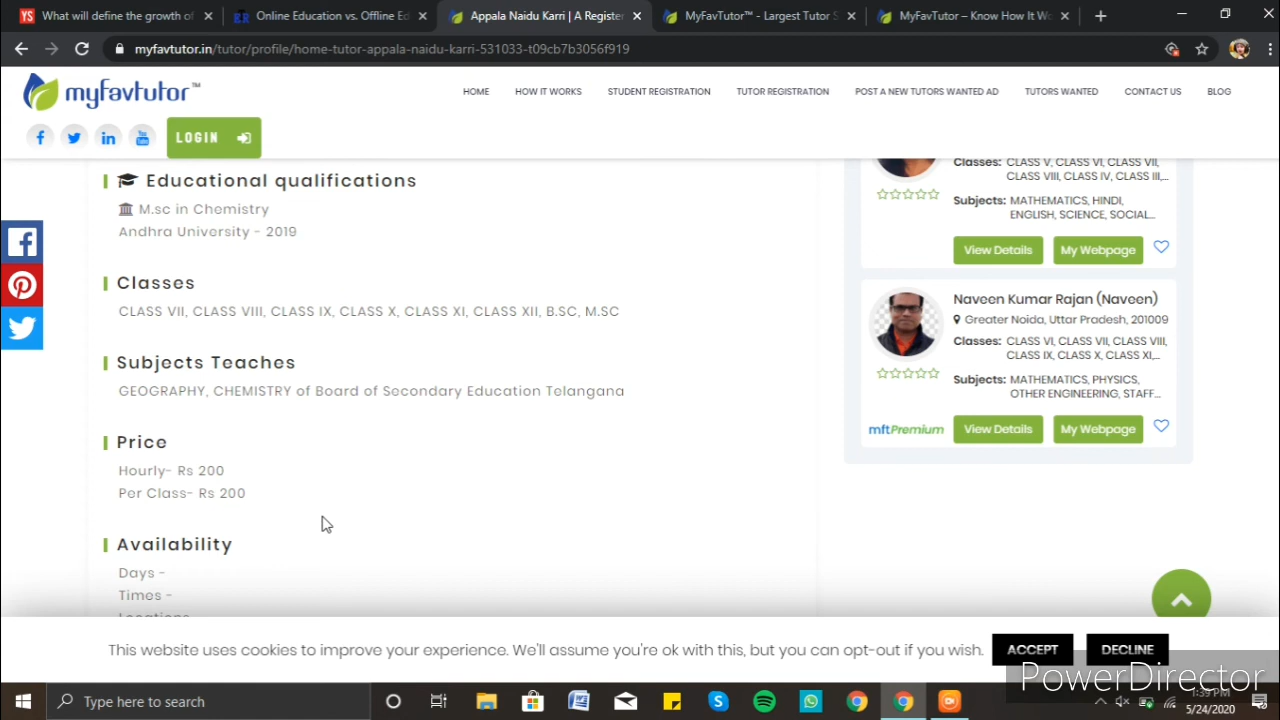 What will define the growth of
Online Education vs. Offline Ed
Appala Naidu Karri | A Register
MyFavTutor™ - Largest Tutor S
MyFavTutor – Know How It Wo
myfavtutor.in/tutor/profile/home-tutor-appala-naidu-karri-531033-t09cb7b3056f919
myfavtutor™
HOME
HOW IT WORKS
STUDENT REGISTRATION
TUTOR REGISTRATION
POST A NEW TUTORS WANTED AD
TUTORS WANTED
CONTACT US
BLOG
LOGIN
Educational qualifications
M.sc in Chemistry
Andhra University - 2019
Classes
CLASS VII, CLASS VIII, CLASS IX, CLASS X, CLASS XI, CLASS XII, B.SC, M.SC
Subjects Teaches
GEOGRAPHY, CHEMISTRY of Board of Secondary Education Telangana
Price
Hourly- Rs 200
Per Class- Rs 200
Availability
Days -
Times -
Locations
Classes: CLASS V, CLASS VI, CLASS VII,
CLASS VIII, CLASS IV, CLASS III,...
Subjects: MATHEMATICS, HINDI,
ENGLISH, SCIENCE, SOCIAL...
View Details
My Webpage
Naveen Kumar Rajan (Naveen)
Greater Noida, Uttar Pradesh, 201009
Classes: CLASS VI, CLASS VII, CLASS VIII,
CLASS IX, CLASS X, CLASS XI,...
Subjects: MATHEMATICS, PHYSICS,
OTHER ENGINEERING, STAFF...
mftPremium
View Details
My Webpage
This website uses cookies to improve your experience. We'll assume you're ok with this, but you can opt-out if you wish.
ACCEPT
DECLINE
PowerDirector
Type here to search
1:39 PM
5/24/2020